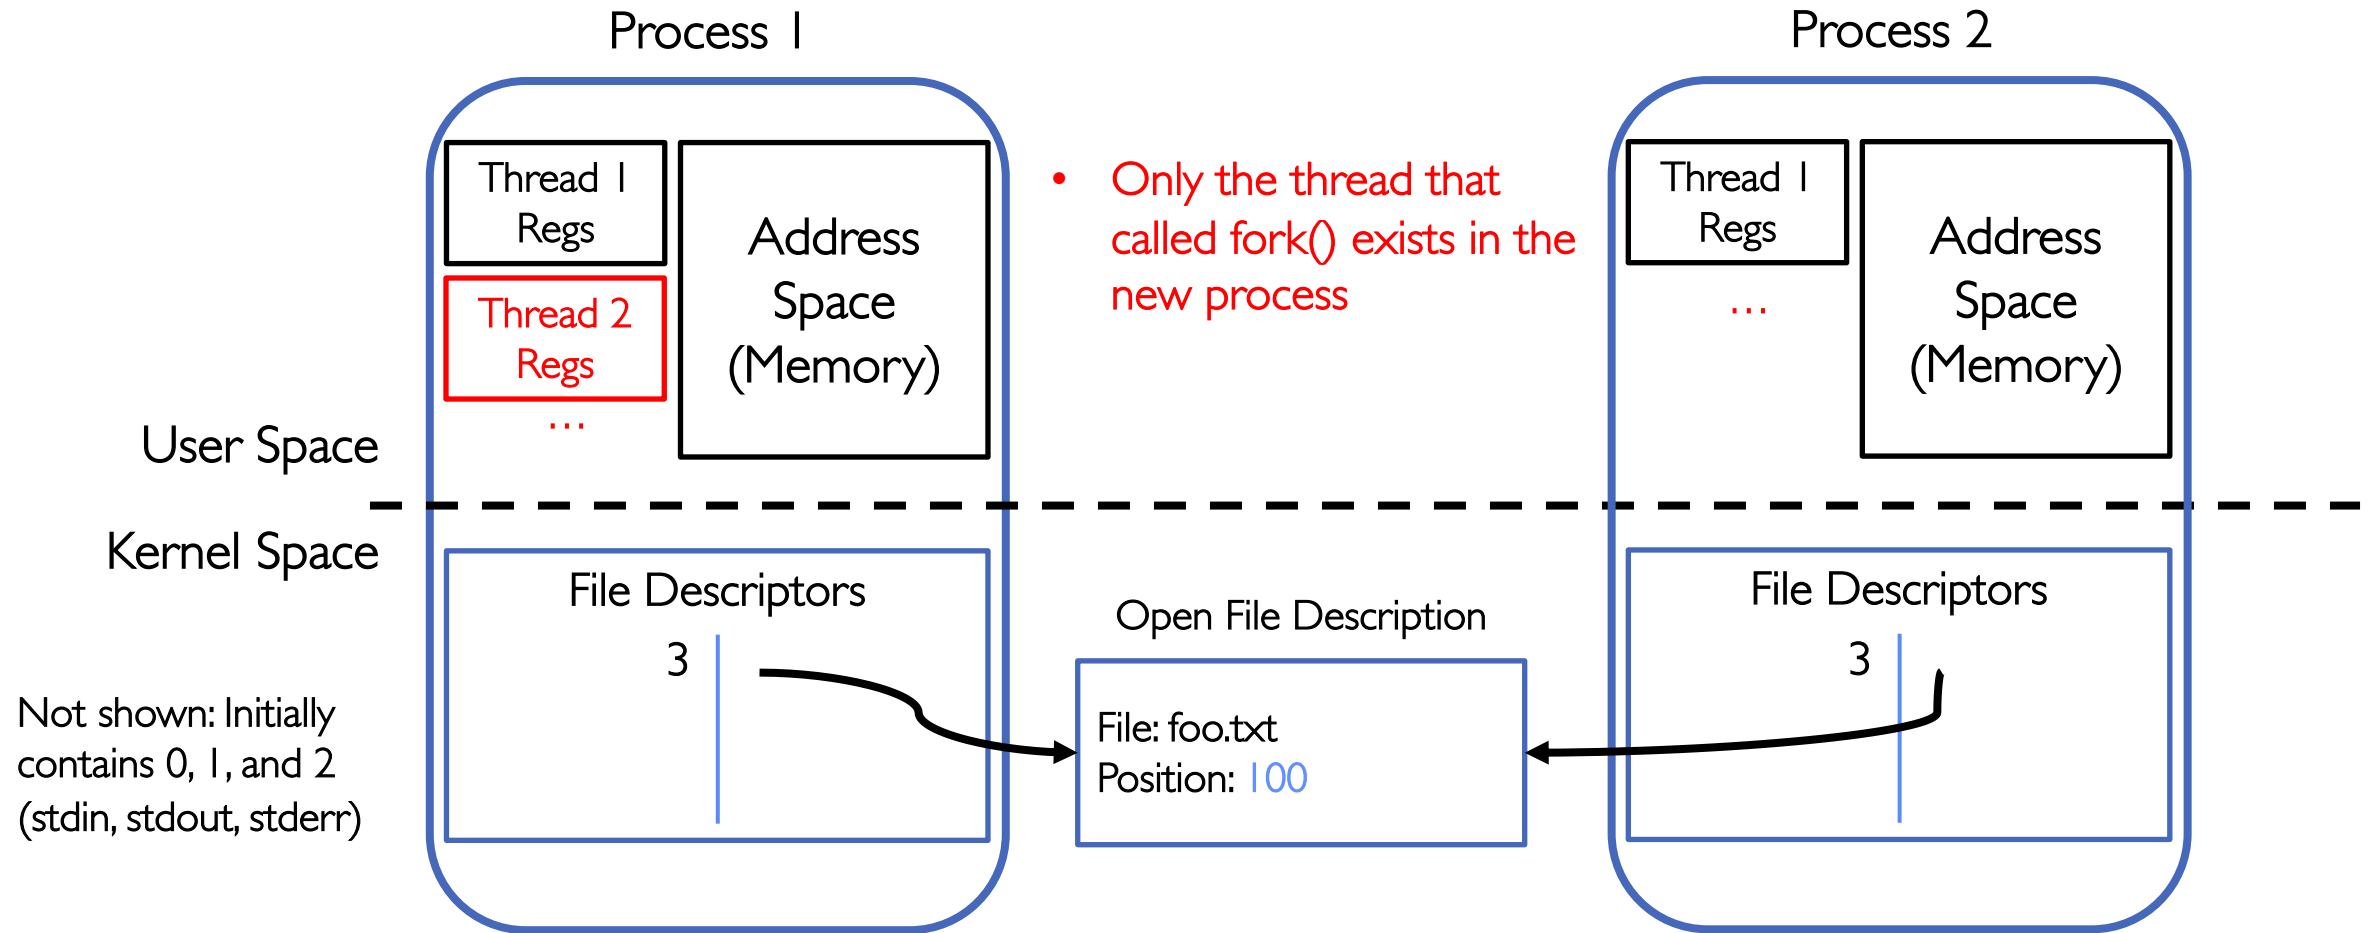 Process 1
Process 2
Thread 1
Regs
Thread 2
Regs
…
Address
Space
(Memory)
• Only the thread that
called fork() exists in the
new process
Thread 1
Regs
…
Address
Space
(Memory)
User Space
Kernel Space
Not shown: Initially
contains 0, 1, and 2
(stdin, stdout, stderr)
File Descriptors
3
Open File Description
File: foo.txt
Position: 100
File Descriptors
3